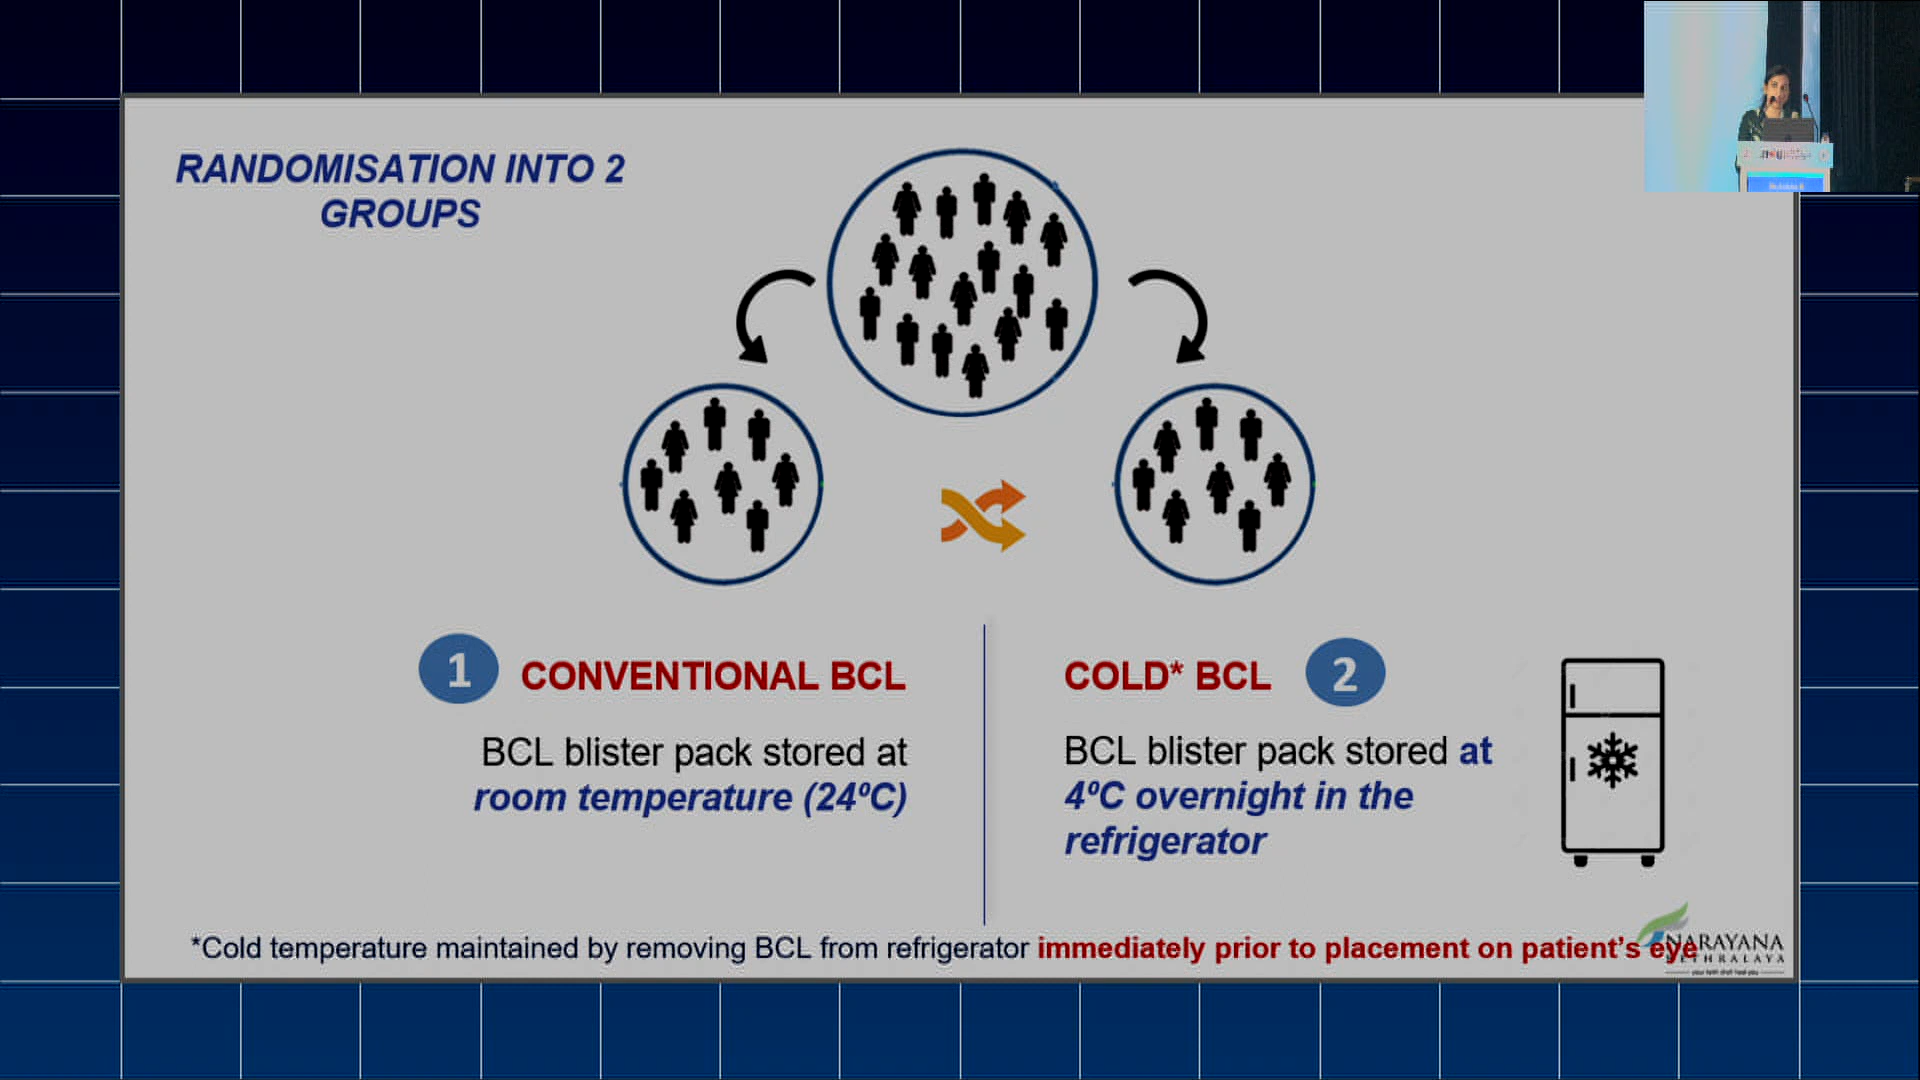 RANDOMISATION INTO 2
GROUPS
1 CONVENTIONAL BCL
BCL blister pack stored at
room temperature (24ºC)
COLD* BCL 2
BCL blister pack stored at
4ºC overnight in the
refrigerator
*Cold temperature maintained by removing BCL from refrigerator immediately prior to placement on patient's eye
NARAYANA
NETHRALAYA